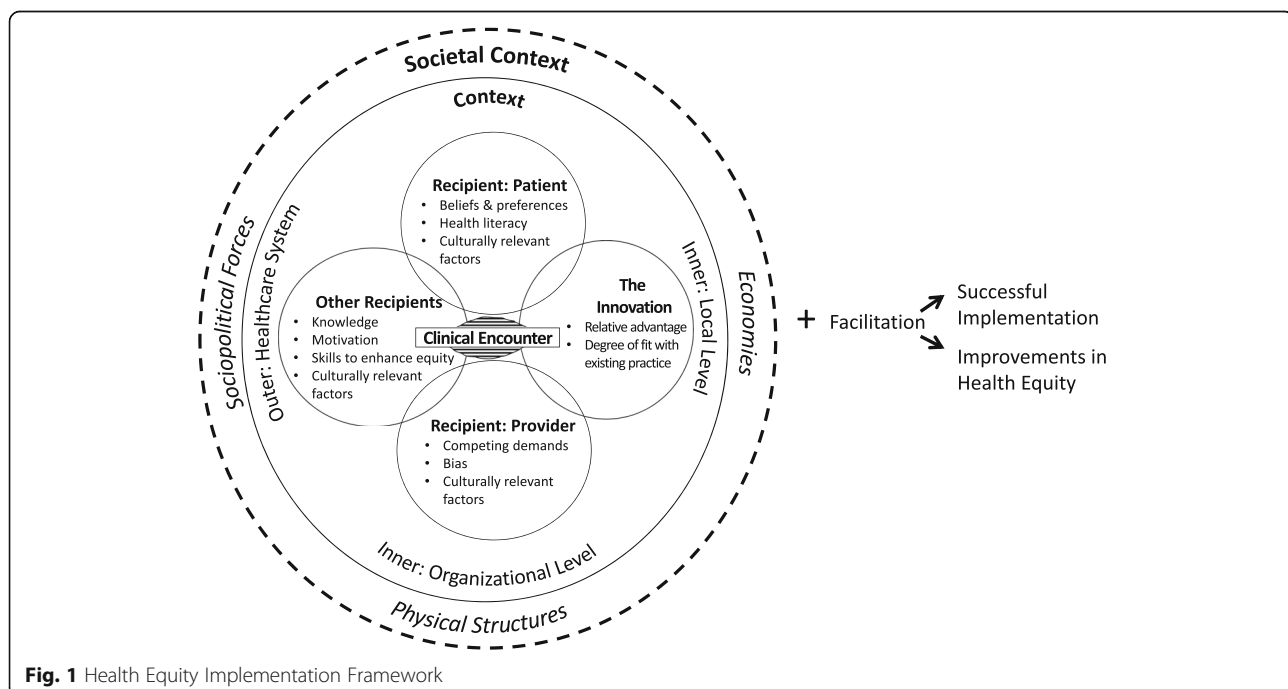 Societal Context
Context
Sociopolitical Forces
Outer: Healthcare System
Recipient: Patient
• Beliefs & preferences
• Health literacy
• Culturally relevant
factors
Other Recipients
• Knowledge
• Motivation
• Skills to enhance equity
• Culturally relevant
factors
Clinical Encounter
The
Innovation
• Relative advantage
• Degree of fit with
existing practice
Inner: Local Level
Economies
Recipient: Provider
• Competing demands
• Bias
• Culturally relevant
factors
Inner: Organizational Level
Physical Structures
+ Facilitation
Successful
Implementation
Improvements in
Health Equity
Fig. 1 Health Equity Implementation Framework